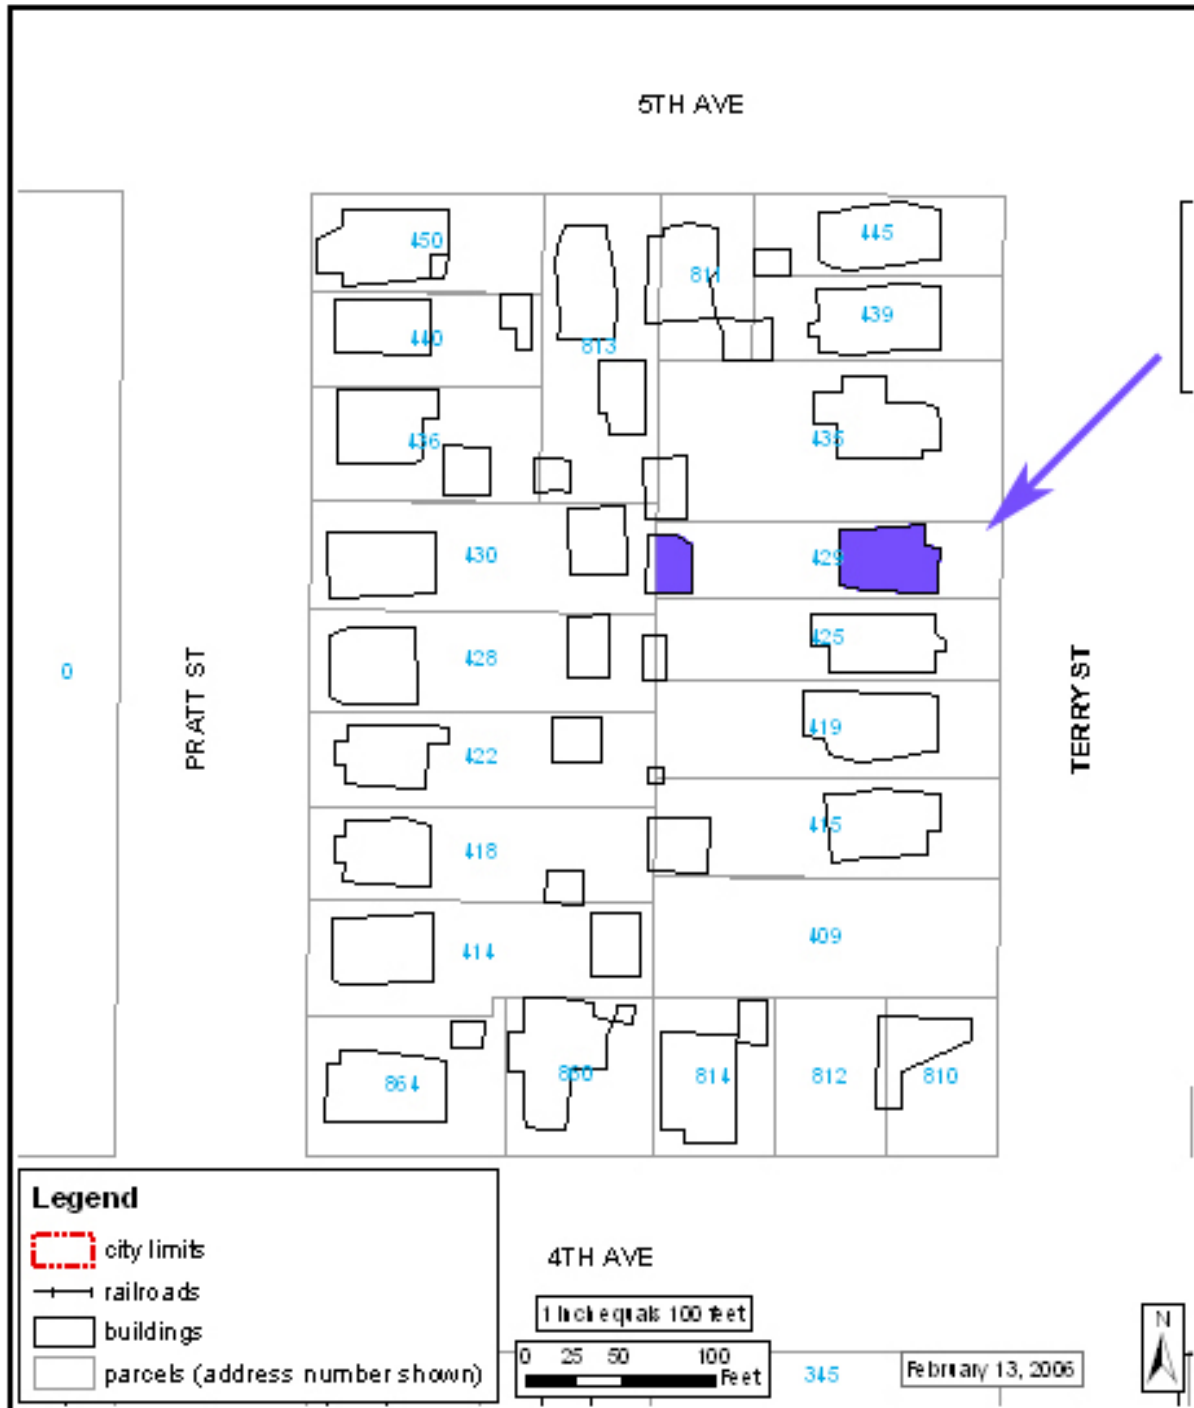 5TH AVE
450
445
811
439
440
813
436
435
430
429
425
428
0
PRATT ST
TERRY ST
419
422
415
418
409
414
864
860
814
812
810
Legend
city limits
railroads
buildings
parcels (address number shown)
4TH AVE
1 inch equals 100 feet
0 25 50 100
Feet
345
February 13, 2006
N